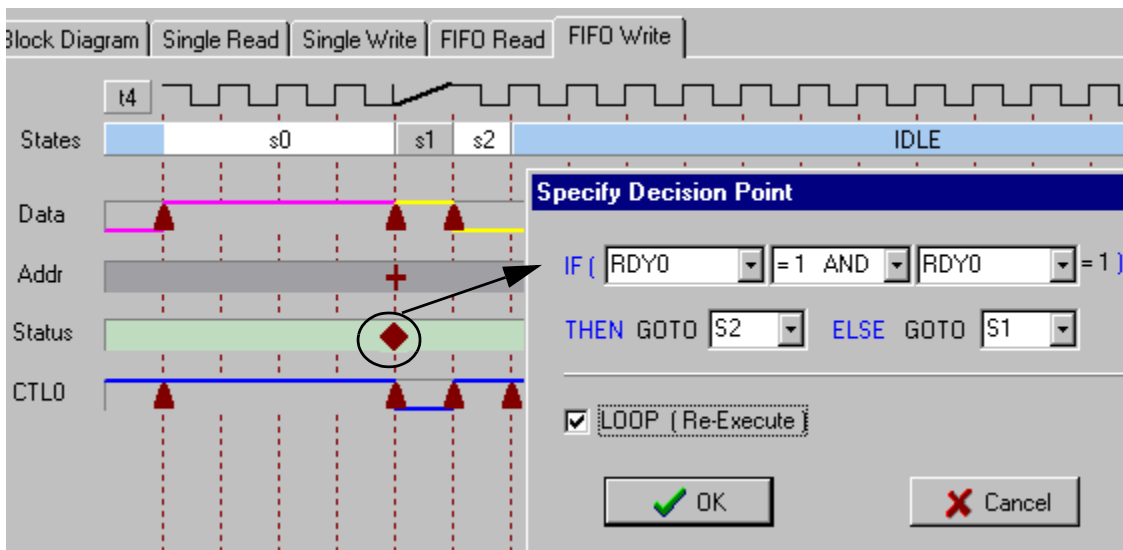 Block Diagram Single Read Single Write FIFO Read FIFO Write
t4
States s0 s1 s2 IDLE
Specify Decision Point
Data
IF ( RDY0 = 1 AND RDY0 = 1 )
Addr
THEN GOTO S2 ELSE GOTO S1
Status
CTL0
LOOP ( Re-Execute )
OK Cancel